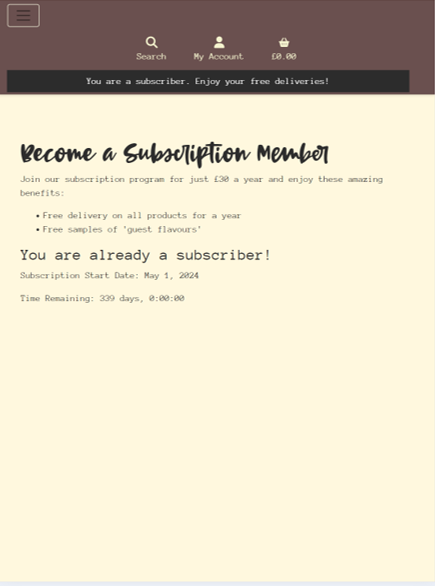 Search My Account £0.00
You are a subscriber. Enjoy your free deliveries!
Become a Subscription Member
Join our subscription program for just £30 a year and enjoy these amazing
benefits:
• Free delivery on all products for a year
• Free samples of 'guest flavours'
You are already a subscriber!
Subscription Start Date: May 1, 2024
Time Remaining: 339 days, 0:00:00